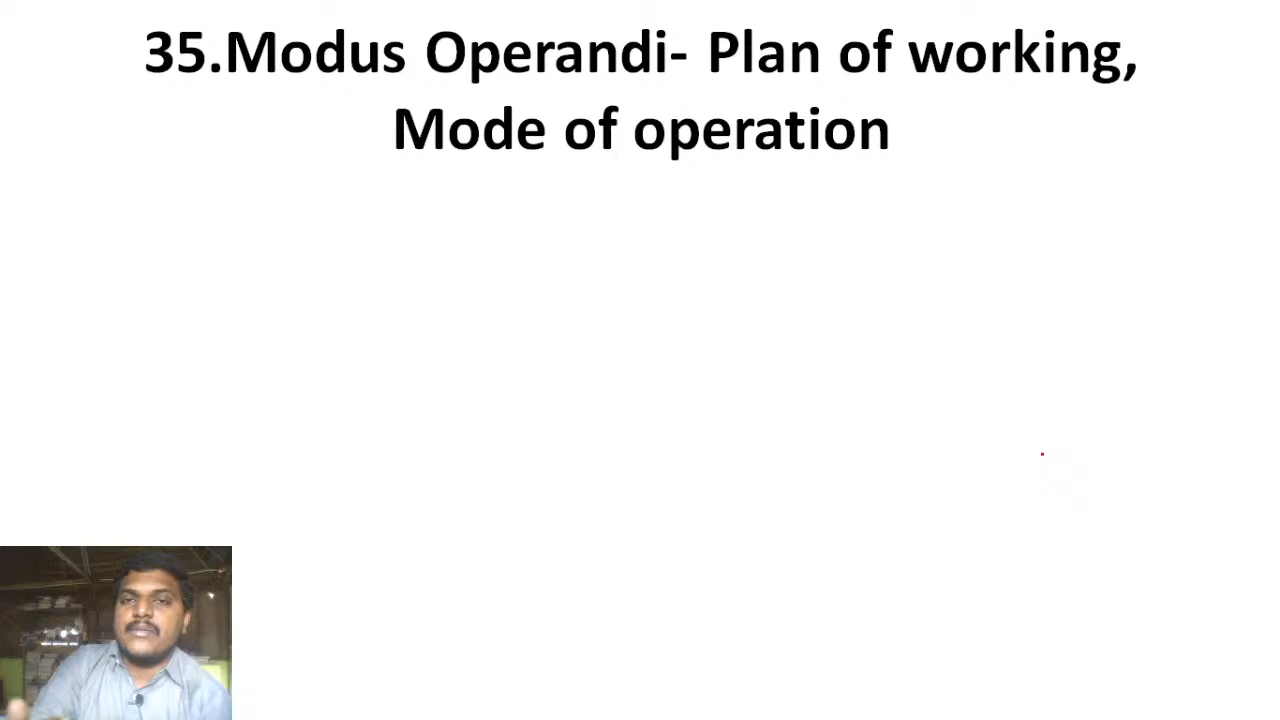 35.Modus Operandi- Plan of working,
Mode of operation